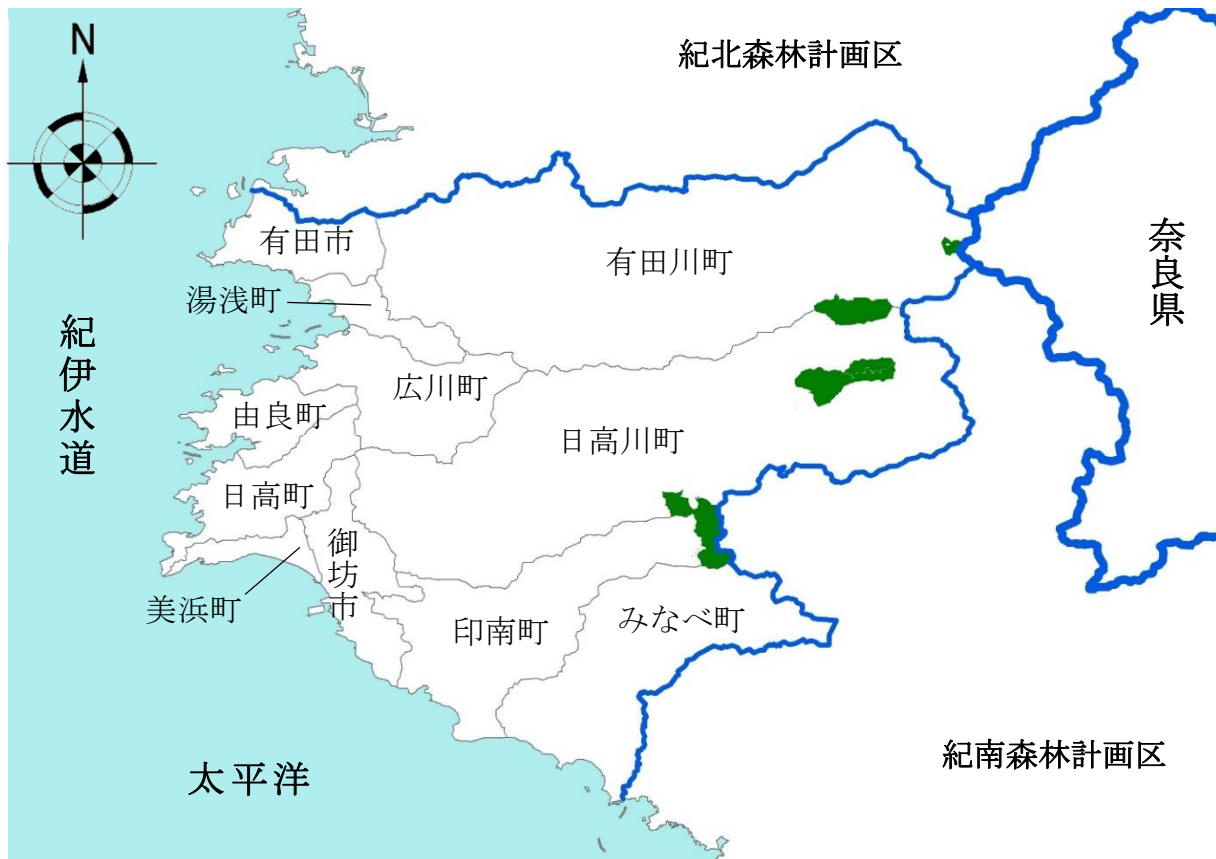 N
紀北森林計画区
有田市
有田川町
奈良県
湯浅町
紀伊水道
広川町
由良町
日高川町
日高町
御坊市
美浜町
印南町
みなべ町
紀南森林計画区
太平洋